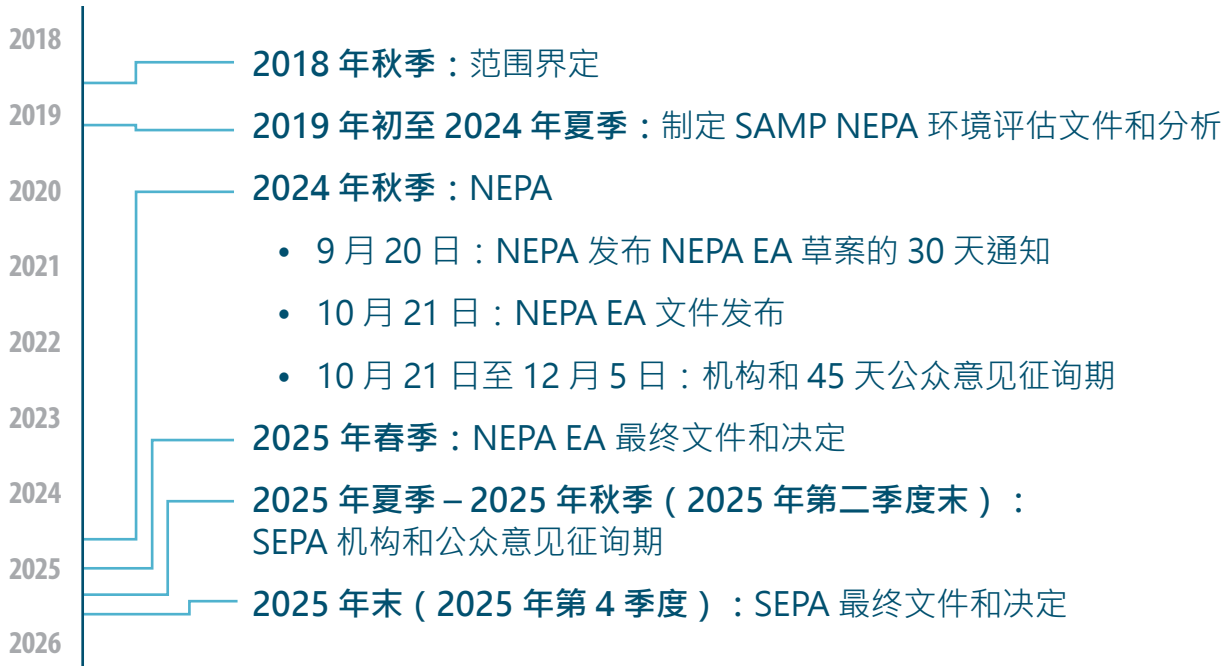 2018
2018 年秋季：范围界定
2019
2019 年初至 2024 年夏季：制定 SAMP NEPA 环境评估文件和分析
2020
2024 年秋季：NEPA
• 9 月 20 日：NEPA 发布 NEPA EA 草案的 30 天通知
2021
• 10 月 21 日：NEPA EA 文件发布
2022
• 10 月 21 日至 12 月 5 日：机构和 45 天公众意见征询期
2023
2025 年春季：NEPA EA 最终文件和决定
2024
2025 年夏季 – 2025 年秋季（2025 年第二季度末）：
SEPA 机构和公众意见征询期
2025
2025 年末（2025 年第 4 季度）：SEPA 最终文件和决定
2026